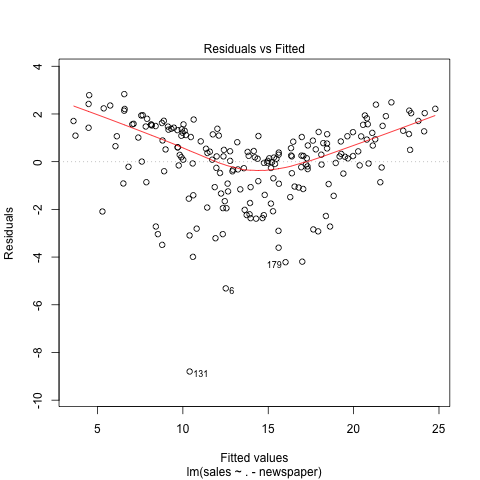 Residuals vs Fitted
4
2
0
-2
-4
-6
-8
-10
Residuals
179
6
131
5 10 15 20 25
Fitted values
lm(sales ~ . - newspaper)